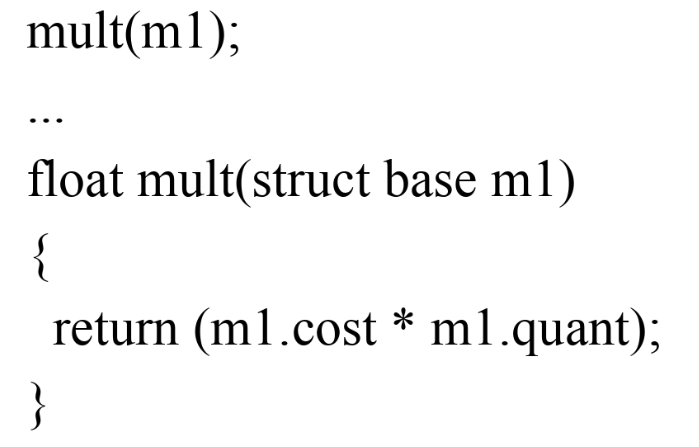 mult(m1);
...
float mult(struct base m1)
{
return (m1.cost * m1.quant);
}